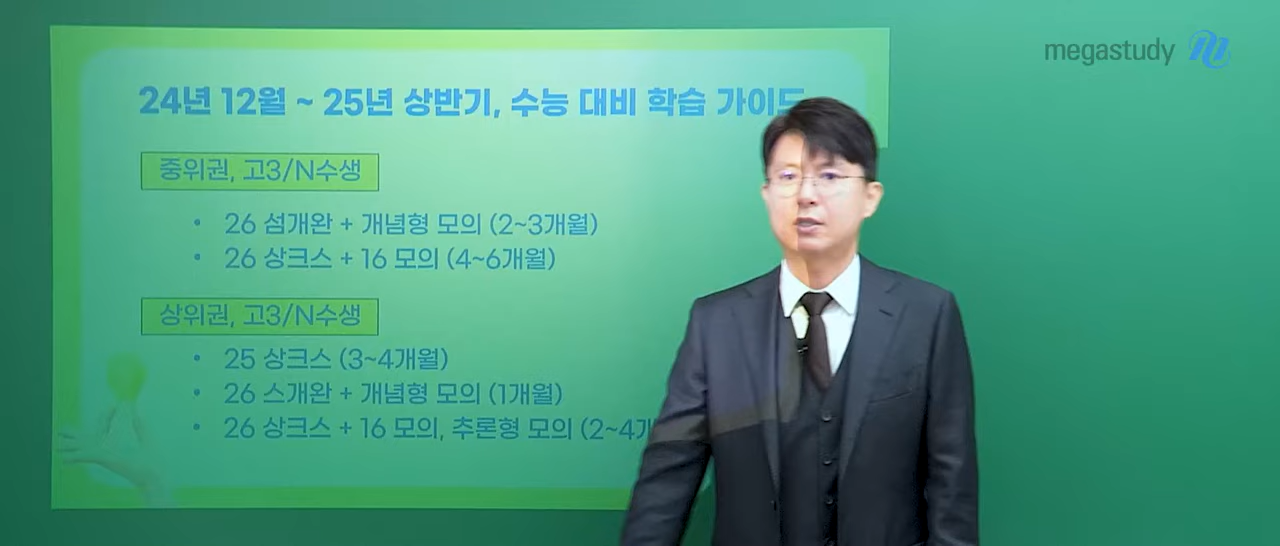 megastudy
24년 12월 ~ 25년 상반기, 수능 대비 학습 가이드
중위권, 고3/N수생
• 26 섬개완 + 개념형 모의 (2~3개월)
• 26 상크스 + 16 모의 (4~6개월)
상위권, 고3/N수생
• 25 상크스 (3~4개월)
• 26 스개완 + 개념형 모의 (1개월)
• 26 상크스 + 16 모의, 추론형 모의 (2~4개